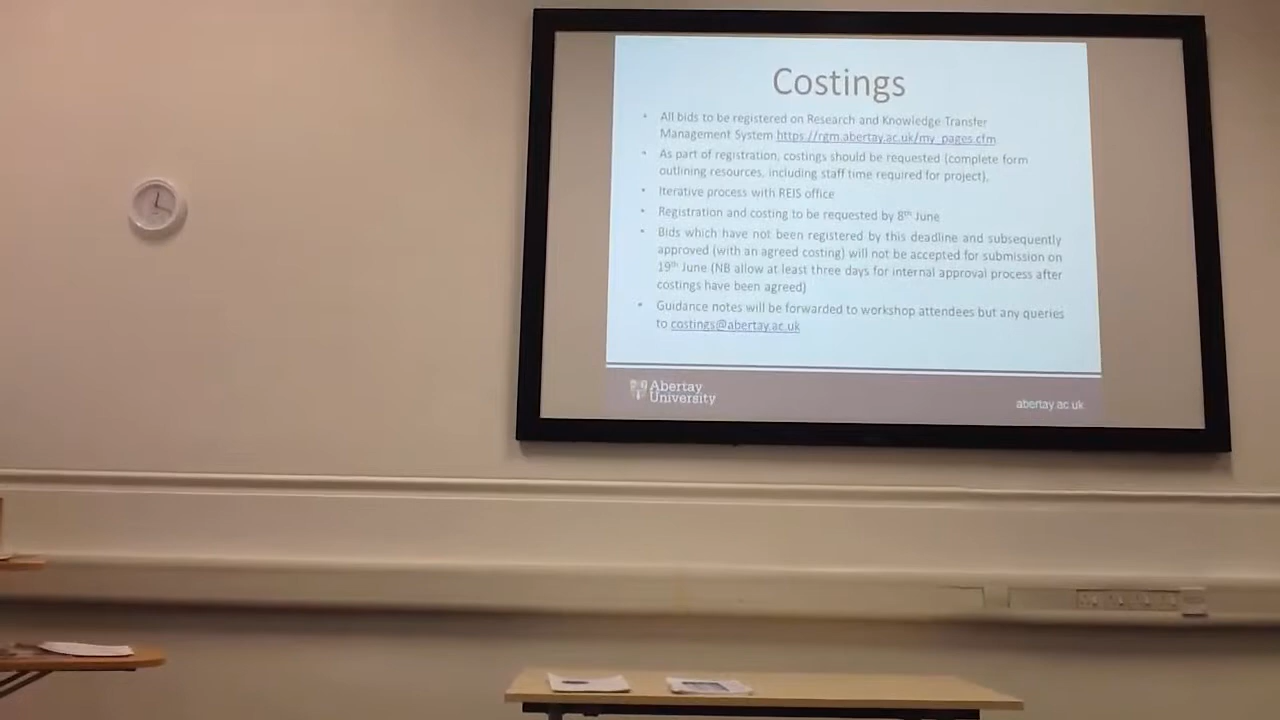 Costings
• All bids to be registered on Research and Knowledge Transfer
Management System https://rgm.abertay.ac.uk/my_pages.cfm
• As part of registration, costings should be requested (complete form
outlining resources, including staff time required for project).
• Iterative process with REIS office
• Registration and costing to be requested by 8th June
• Bids which have not been registered by this deadline and subsequently
approved (with an agreed costing) will not be accepted for submission on
19th June (NB allow at least three days for internal approval process after
costings have been agreed)
• Guidance notes will be forwarded to workshop attendees but any queries
to costings@abertay.ac.uk
Abertay
University
abertay.ac.uk